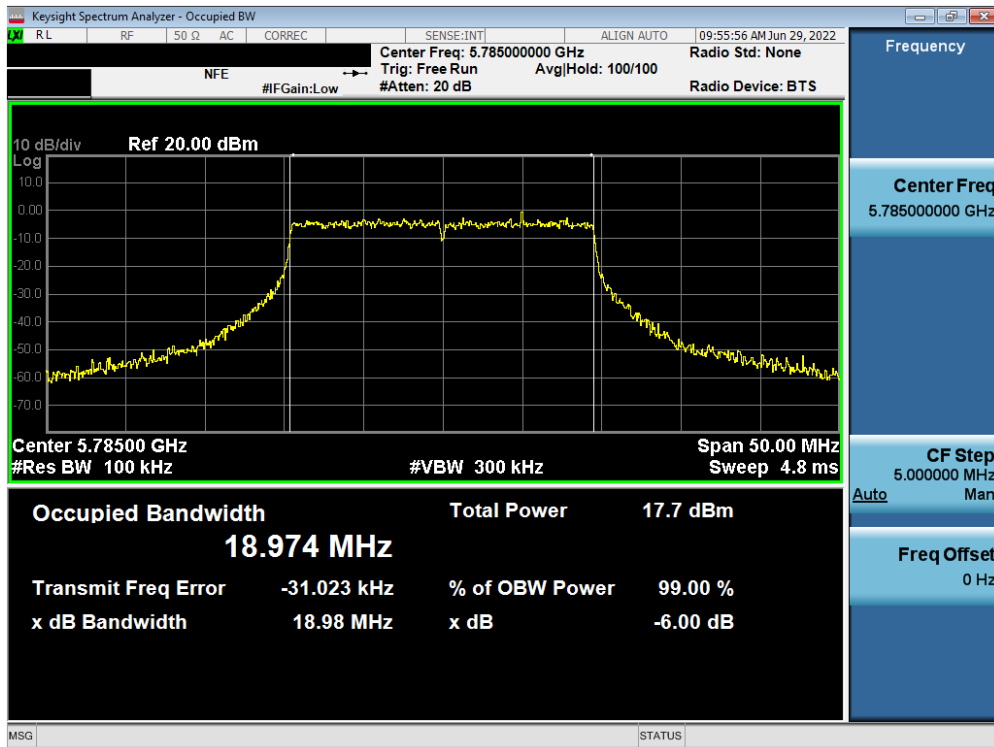 Keysight Spectrum Analyzer - Occupied BW
LXI RL RF 50 Ω AC CORREC SENSE:INT ALIGN AUTO 09:55:56 AM Jun 29, 2022
Center Freq: 5.785000000 GHz Radio Std: None
NFE Trig: Free Run Avg|Hold: 100/100
#IFGain:Low #Atten: 20 dB Radio Device: BTS
10 dB/div Ref 20.00 dBm
Log
10.0
0.00
-10.0
-20.0
-30.0
-40.0
-50.0
-60.0
-70.0
Center 5.78500 GHz Span 50.00 MHz
#Res BW 100 kHz #VBW 300 kHz Sweep 4.8 ms
Occupied Bandwidth Total Power 17.7 dBm
18.974 MHz
Transmit Freq Error -31.023 kHz % of OBW Power 99.00 %
x dB Bandwidth 18.98 MHz x dB -6.00 dB
Frequency
Center Freq
5.785000000 GHz
CF Step
5.000000 MHz
Auto Man
Freq Offset
0 Hz
MSG STATUS